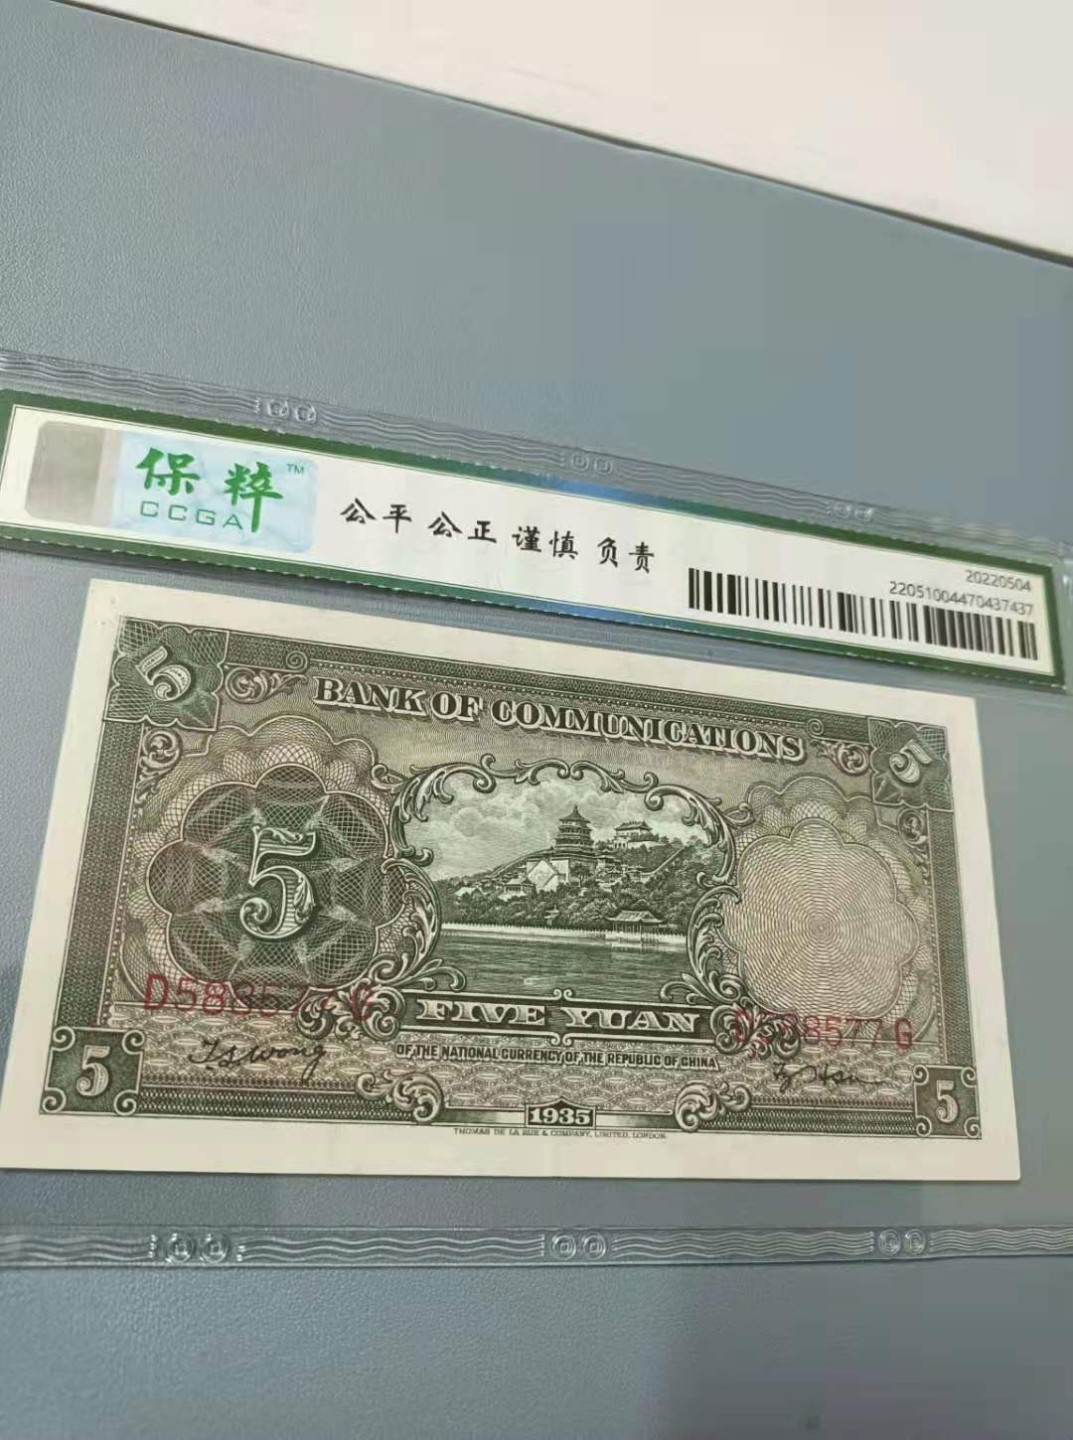 保粹™
CCGA
公平 公正 谨慎 负责
20220504
22051004470437437
5
5
BANK OF COMMUNICATIONS
5
D588577G
D588577G
FIVE YUAN
OF THE NATIONAL CURRENCY OF THE REPUBLIC OF CHINA
5
5
1935
THOMAS DE LA RUE & COMPANY, LIMITED, LONDON